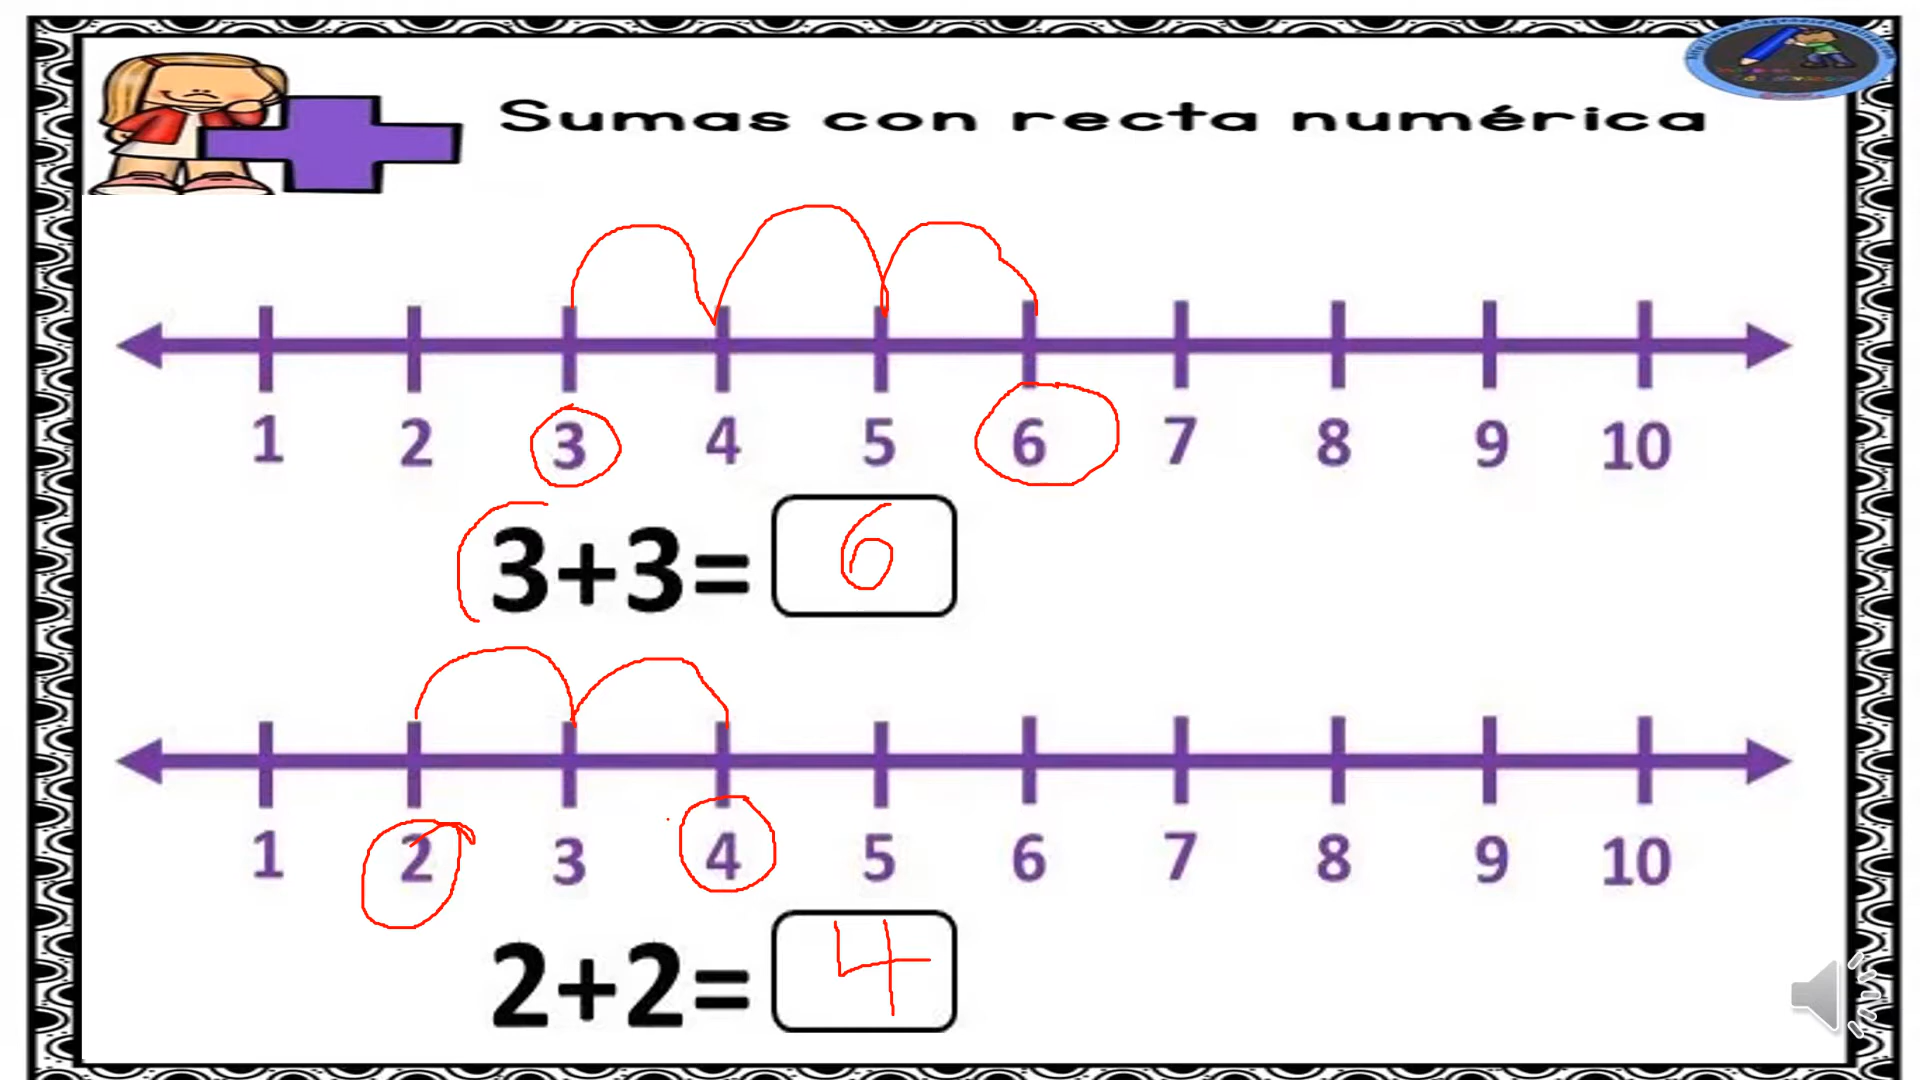 Sumas con recta numérica
1 2 3 4 5 6 7 8 9 10
3+3= 6
1 2 3 4 5 6 7 8 9 10
2+2= 4